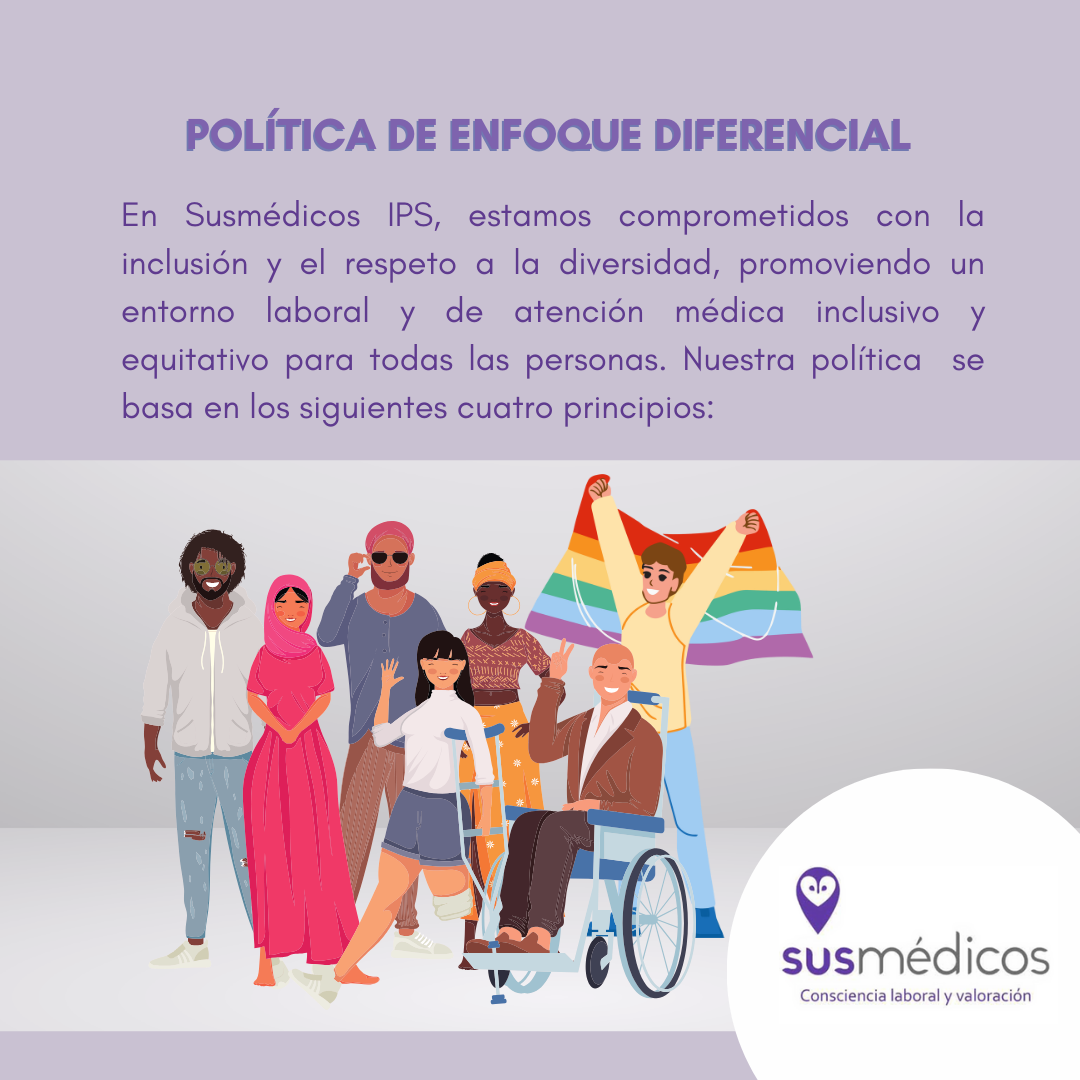 POLÍTICA DE ENFOQUE DIFERENCIAL
En Susmédicos IPS, estamos comprometidos con la
inclusión y el respeto a la diversidad, promoviendo un
entorno laboral y de atención médica inclusivo y
equitativo para todas las personas. Nuestra política se
basa en los siguientes cuatro principios:
susmédicos
Consciencia laboral y valoración